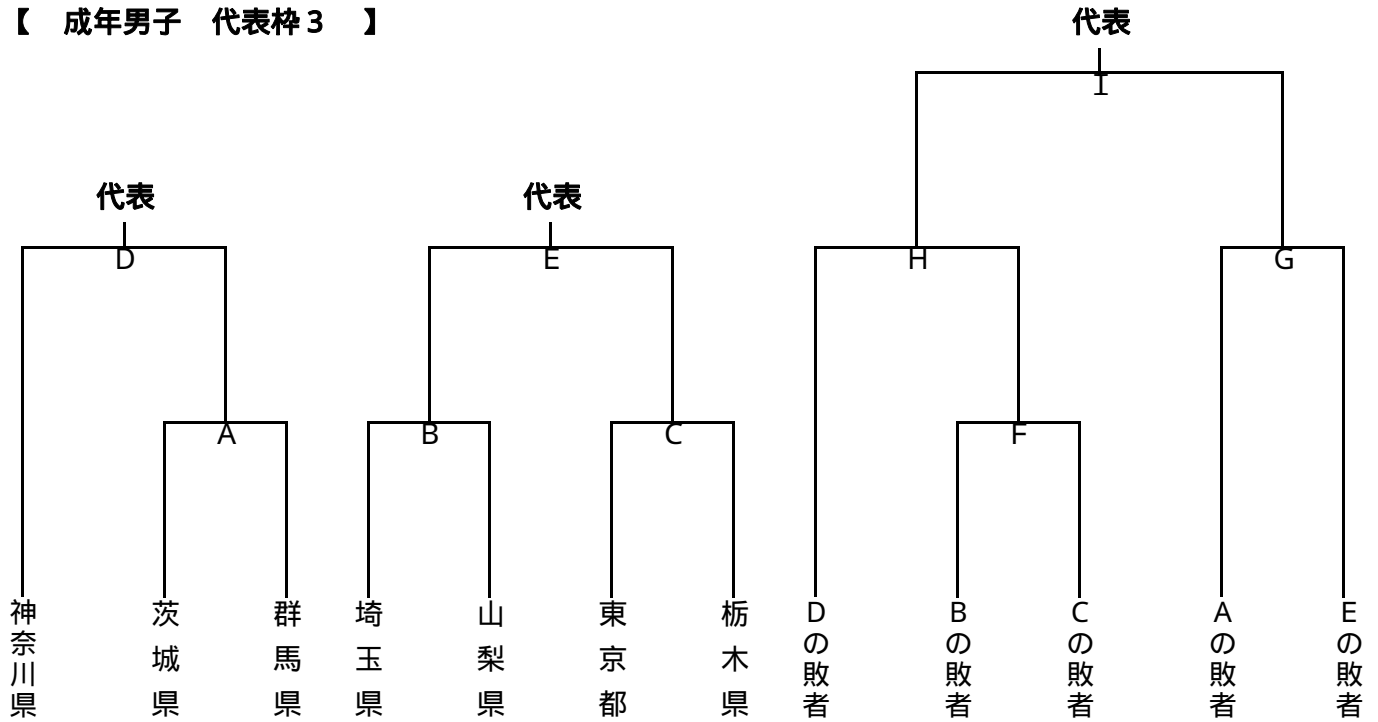 【　成年男子　代表枠３　】
代表
I
代表
代表
D
E
H
G
A
B
C
F
神奈川県
茨城県
群馬県
埼玉県
山梨県
東京都
栃木県
Dの敗者
Bの敗者
Cの敗者
Aの敗者
Eの敗者